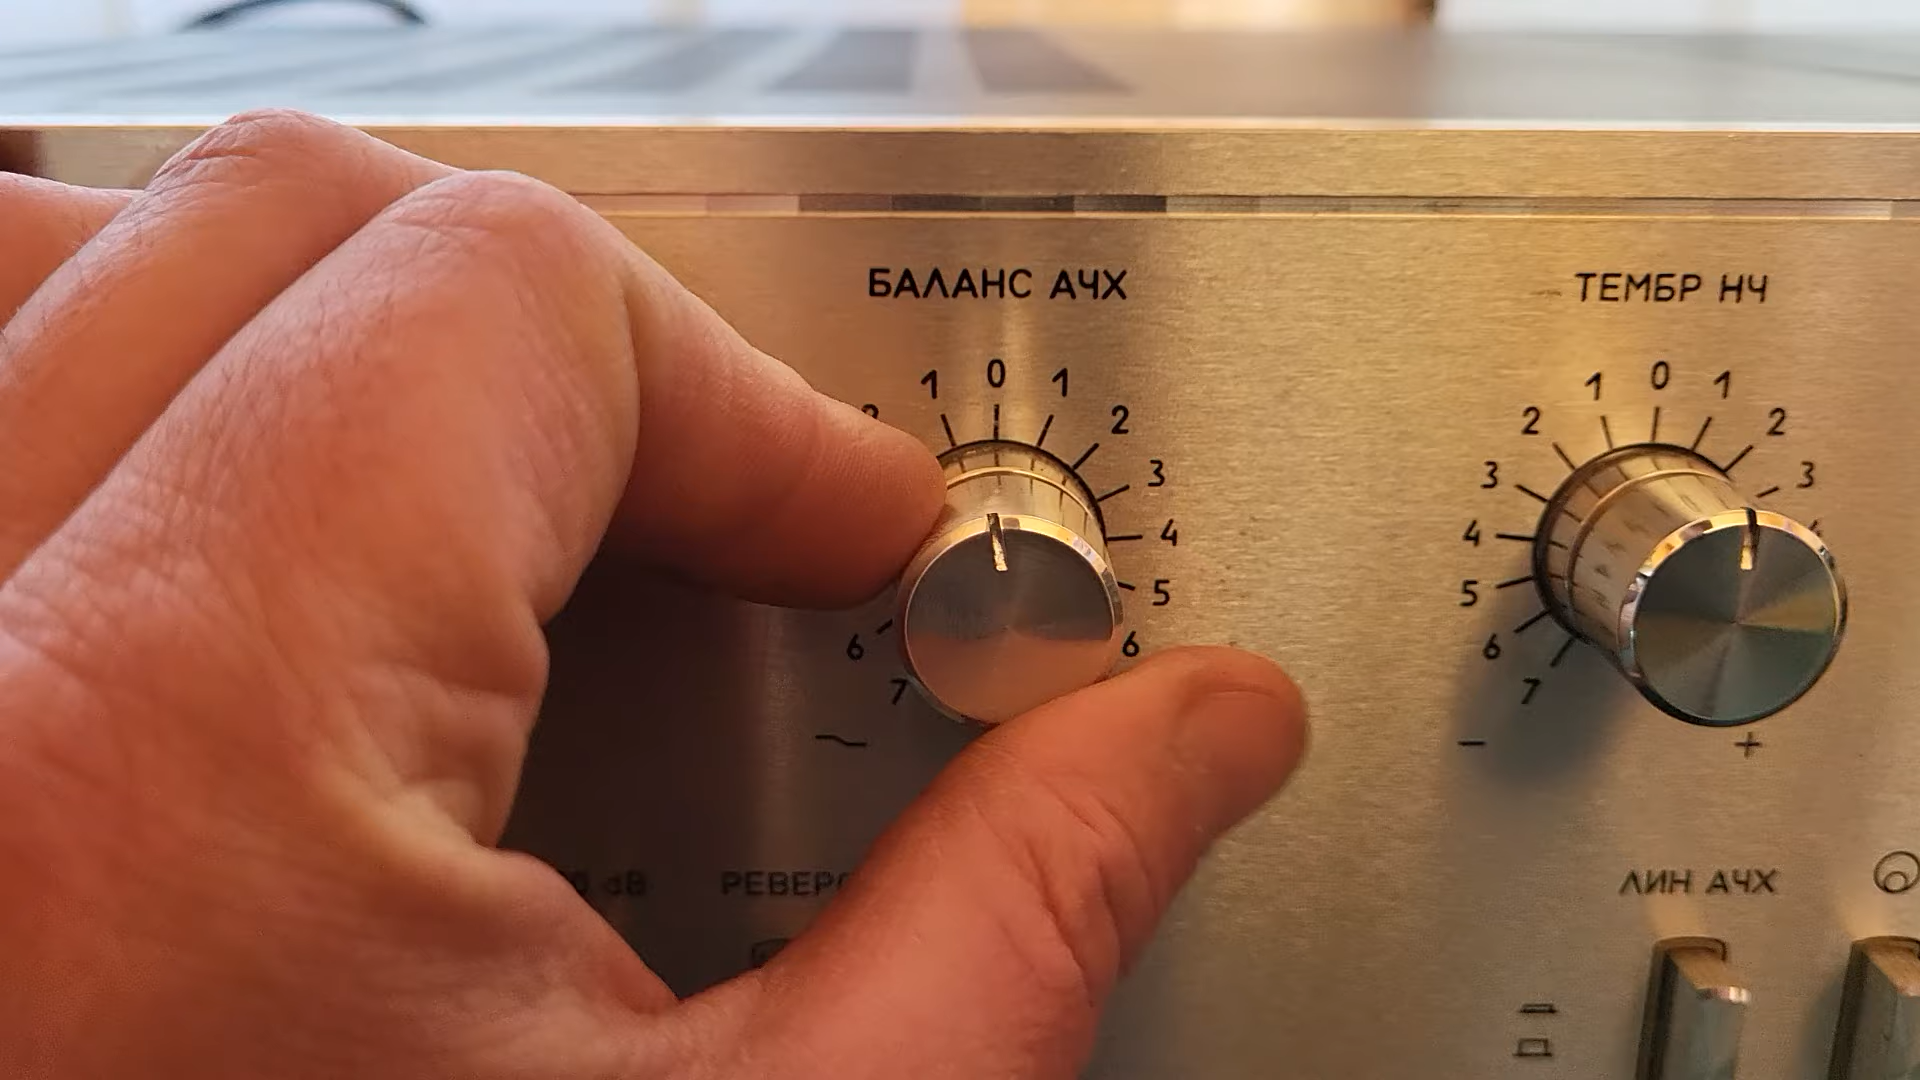 БАЛАНС АЧХ
ТЕМБР НЧ
1 0 1 2 3 4 5 6
6 7
2 1 0 1 2 3
3 4 5 6 7
− +
dB
ЛИН АЧХ